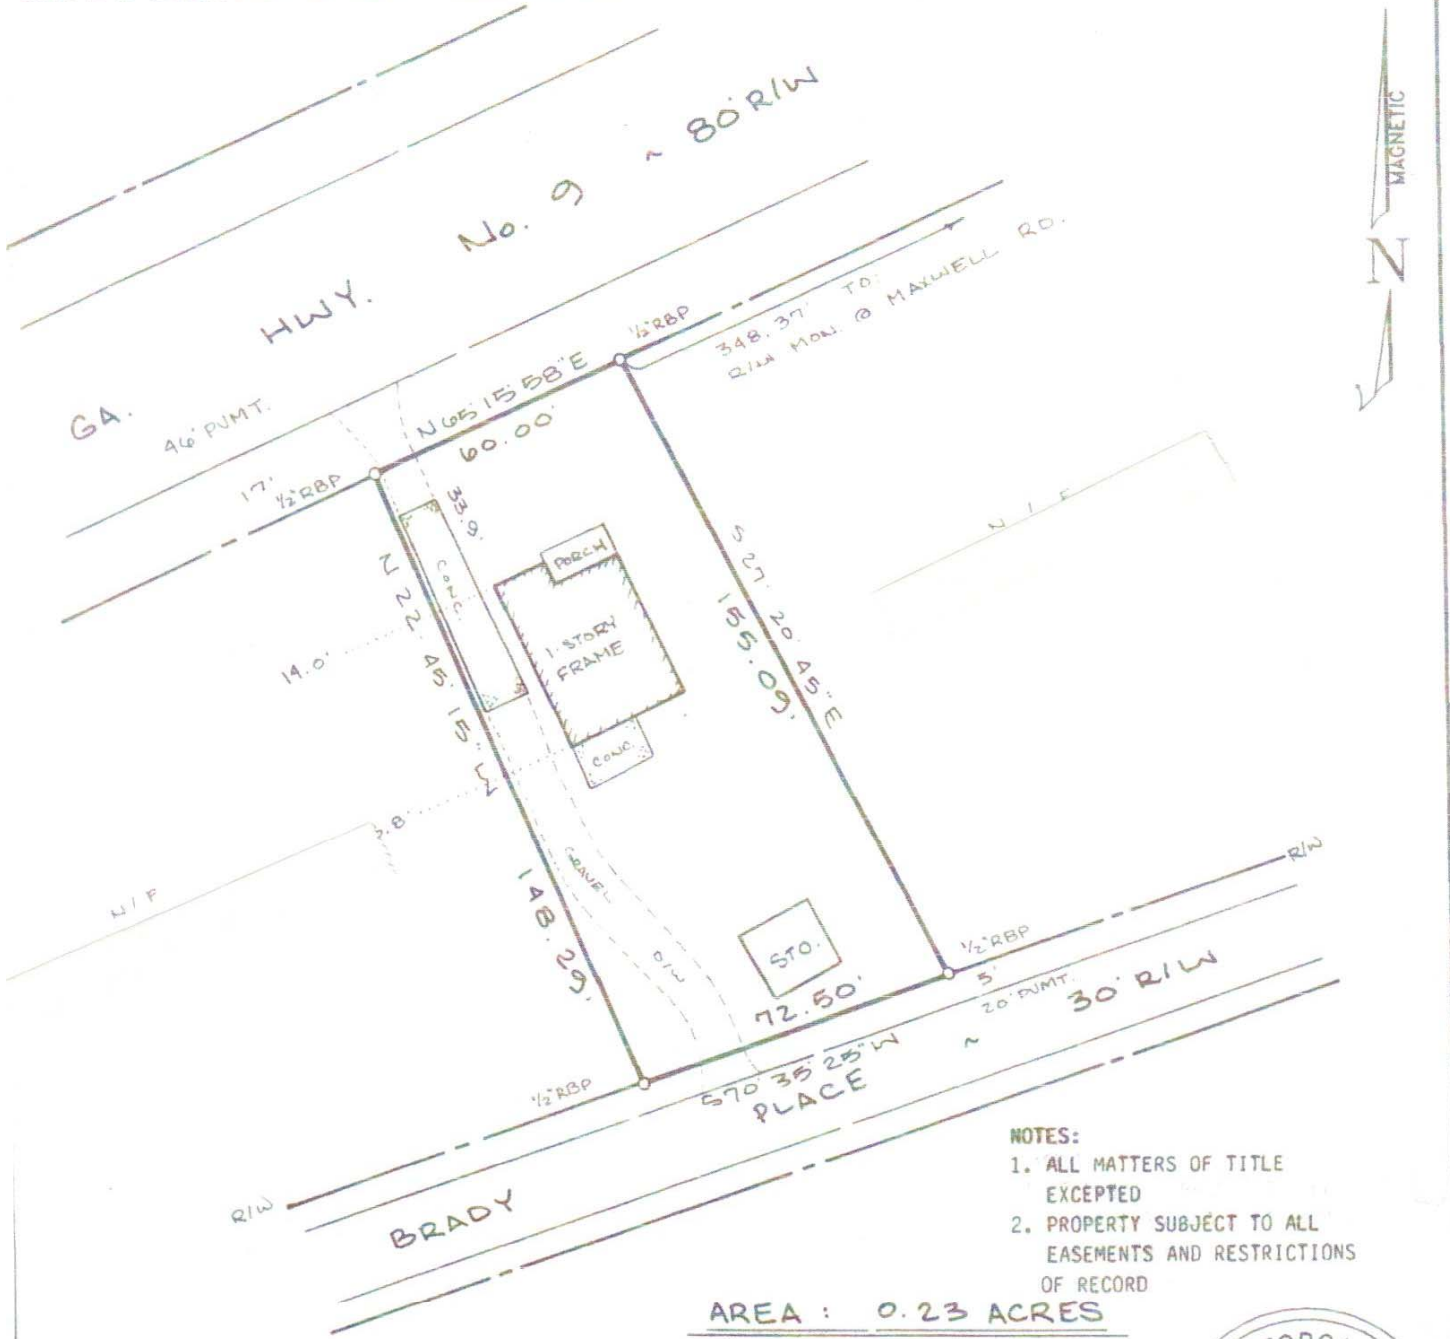 GA. HWY. No. 9 ~ 80' R/W
MAGNETIC
N
46' PVMT.
17'
1/2" RBP
N 65° 15' 58" E
60.00'
1/2" RBP
348.37' TO:
R/W MON. @ MAXWELL RD.
33.9'
CONC.
PORCH
1-STORY
FRAME
CONC.
N 22° 45' 15" W
148.29'
14.0'
S 27° 20' 45" E
155.09'
N/F
N/F
GRAVEL
D/W
STO.
72.50'
S 70° 35' 25" W
1/2" RBP
1/2" RBP
5'
20' PVMT.
R/W
R/W
BRADY PLACE ~ 30' R/W
NOTES:
1. ALL MATTERS OF TITLE
EXCEPTED
2. PROPERTY SUBJECT TO ALL
EASEMENTS AND RESTRICTIONS
OF RECORD
AREA : 0.23 ACRES